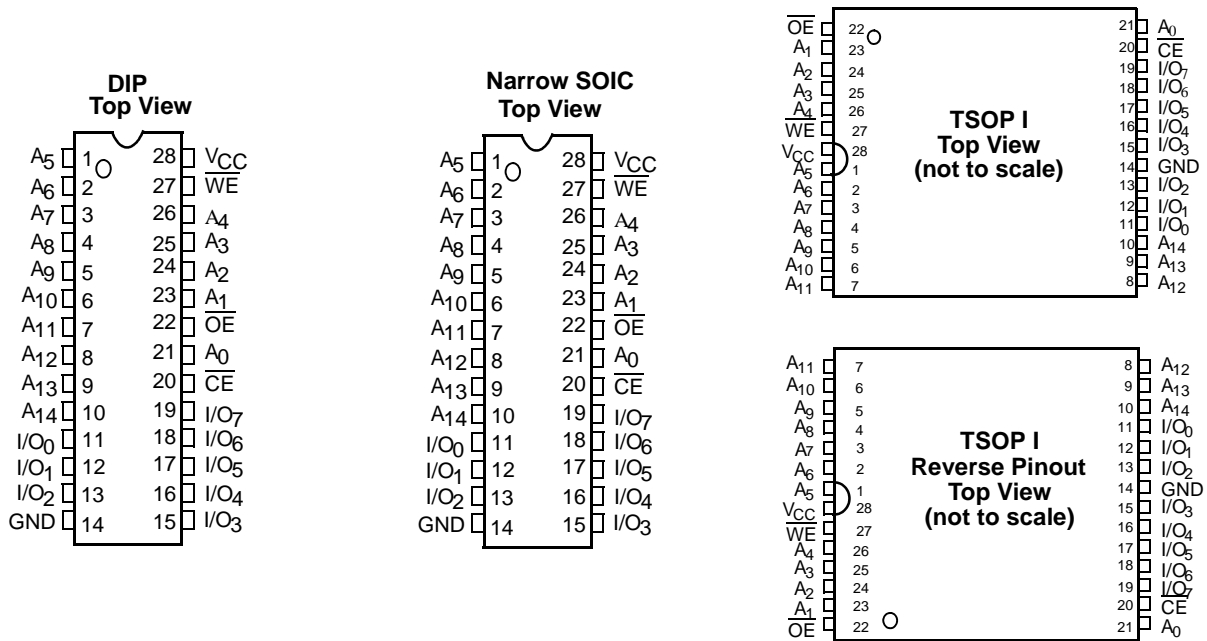 DIP
Top View
A5 1 28 VCC
A6 2 27 WE
A7 3 26 A4
A8 4 25 A3
A9 5 24 A2
A10 6 23 A1
A11 7 22 OE
A12 8 21 A0
A13 9 20 CE
A14 10 19 I/O7
I/O0 11 18 I/O6
I/O1 12 17 I/O5
I/O2 13 16 I/O4
GND 14 15 I/O3
Narrow SOIC
Top View
A5 1 28 VCC
A6 2 27 WE
A7 3 26 A4
A8 4 25 A3
A9 5 24 A2
A10 6 23 A1
A11 7 22 OE
A12 8 21 A0
A13 9 20 CE
A14 10 19 I/O7
I/O0 11 18 I/O6
I/O1 12 17 I/O5
I/O2 13 16 I/O4
GND 14 15 I/O3
OE 22 21 A0
A1 23 20 CE
A2 24 19 I/O7
A3 25 18 I/O6
A4 26 17 I/O5
WE 27 16 I/O4
VCC 28 15 I/O3
A5 1 14 GND
A6 2 13 I/O2
A7 3 12 I/O1
A8 4 11 I/O0
A9 5 10 A14
A10 6 9 A13
A11 7 8 A12
TSOP I
Top View
(not to scale)
A11 7 8 A12
A10 6 9 A13
A9 5 10 A14
A8 4 11 I/O0
A7 3 12 I/O1
A6 2 13 I/O2
A5 1 14 GND
VCC 28 15 I/O3
WE 27 16 I/O4
A4 26 17 I/O5
A3 25 18 I/O6
A2 24 19 I/O7
A1 23 20 CE
OE 22 21 A0
TSOP I
Reverse Pinout
Top View
(not to scale)